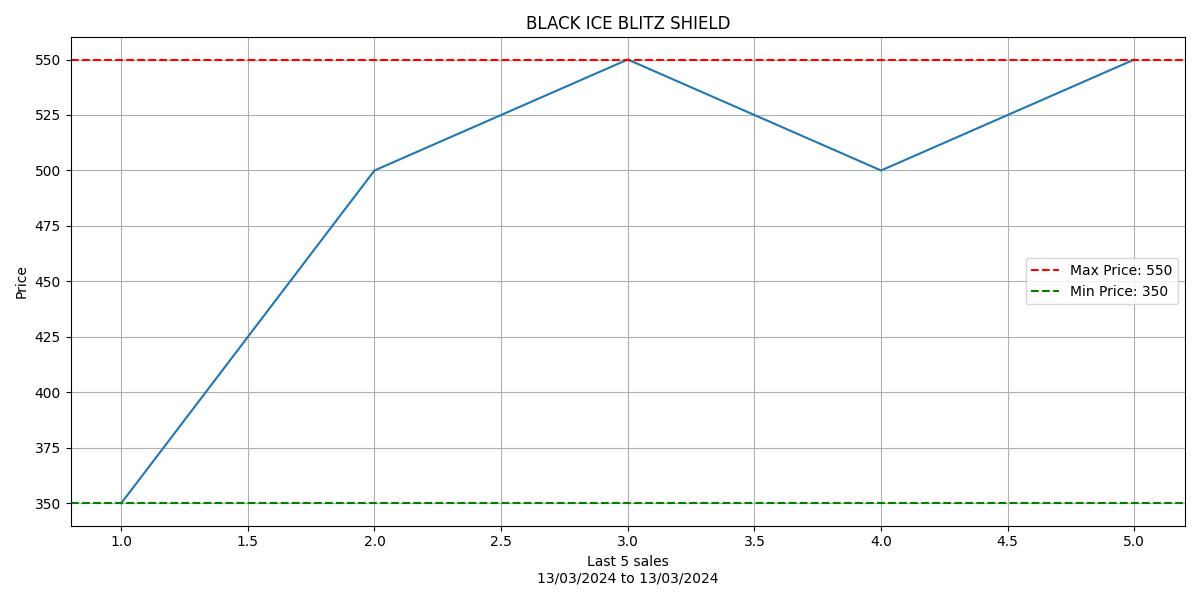 BLACK ICE BLITZ SHIELD
550
525
500
475
450
425
400
375
350
Price
Max Price: 550
Min Price: 350
1.0 1.5 2.0 2.5 3.0 3.5 4.0 4.5 5.0
Last 5 sales
13/03/2024 to 13/03/2024